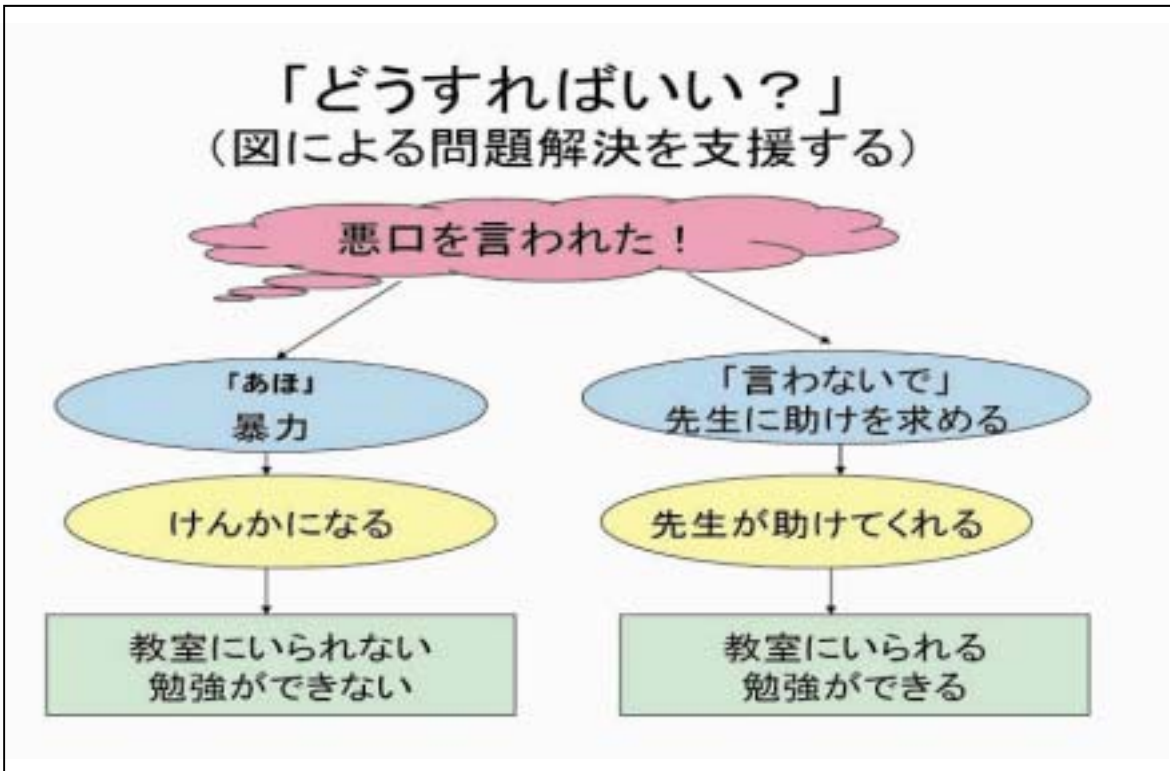 「どうすればいい？」
（図による問題解決を支援する）
悪口を言われた！
「あほ」
暴力
「言わないで」
先生に助けを求める
けんかになる
先生が助けてくれる
教室にいられない
勉強ができない
教室にいられる
勉強ができる